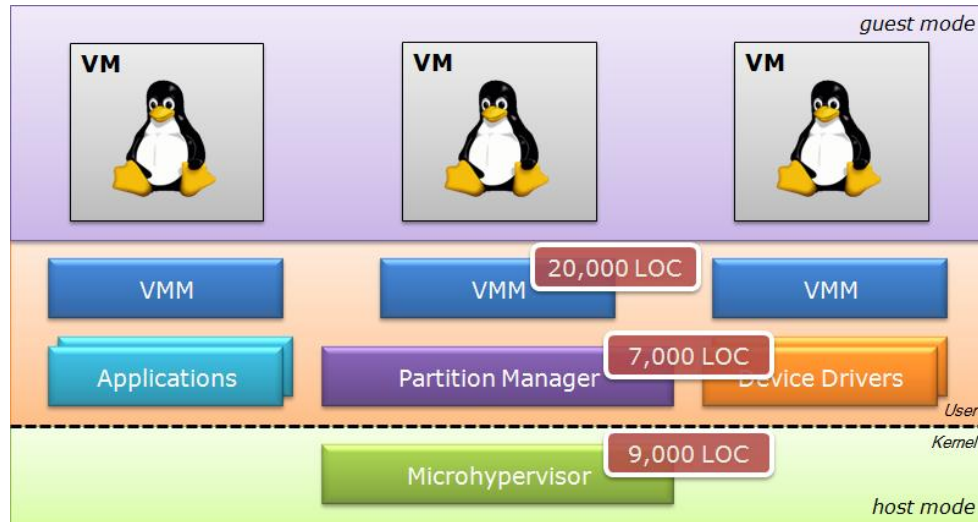 guest mode
VM
VM
VM
20,000 LOC
VMM
VMM
VMM
7,000 LOC
Applications
Partition Manager
Device Drivers
User
Kernel
9,000 LOC
Microhypervisor
host mode